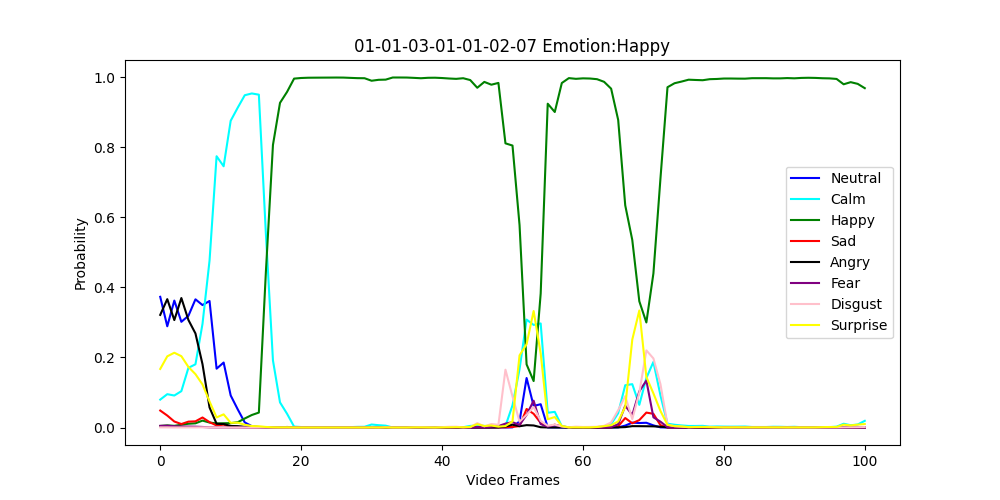 01-01-03-01-01-02-07 Emotion:Happy
Probability
1.0
0.8
0.6
0.4
0.2
0.0
0
20
40
60
80
100
Video Frames
Neutral
Calm
Happy
Sad
Angry
Fear
Disgust
Surprise